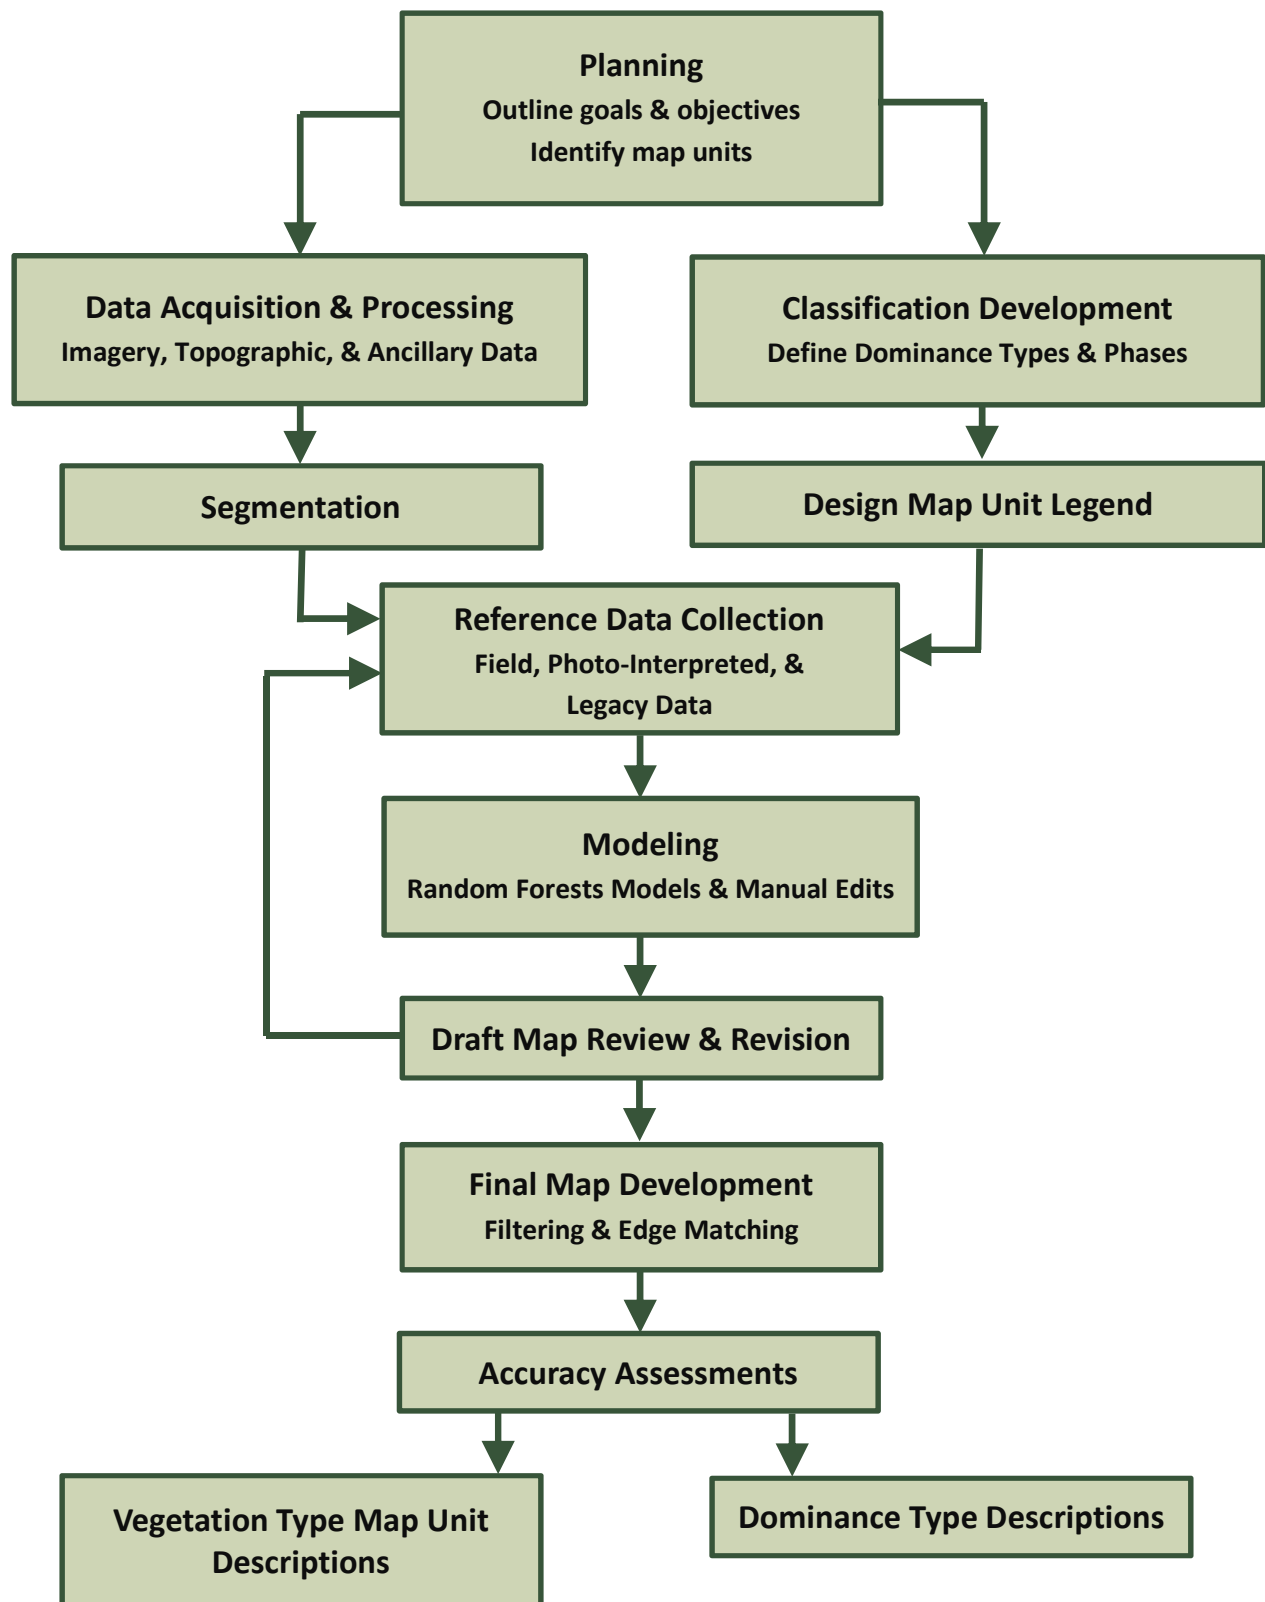 Planning
Outline goals & objectives
Identify map units
Data Acquisition & Processing
Imagery, Topographic, & Ancillary Data
Classification Development
Define Dominance Types & Phases
Segmentation
Design Map Unit Legend
Reference Data Collection
Field, Photo-Interpreted, &
Legacy Data
Modeling
Random Forests Models & Manual Edits
Draft Map Review & Revision
Final Map Development
Filtering & Edge Matching
Accuracy Assessments
Vegetation Type Map Unit
Descriptions
Dominance Type Descriptions